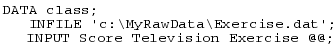 DATA class;
INFILE 'c:\MyRawData\Exercise.dat';
INPUT Score Television Exercise @@;